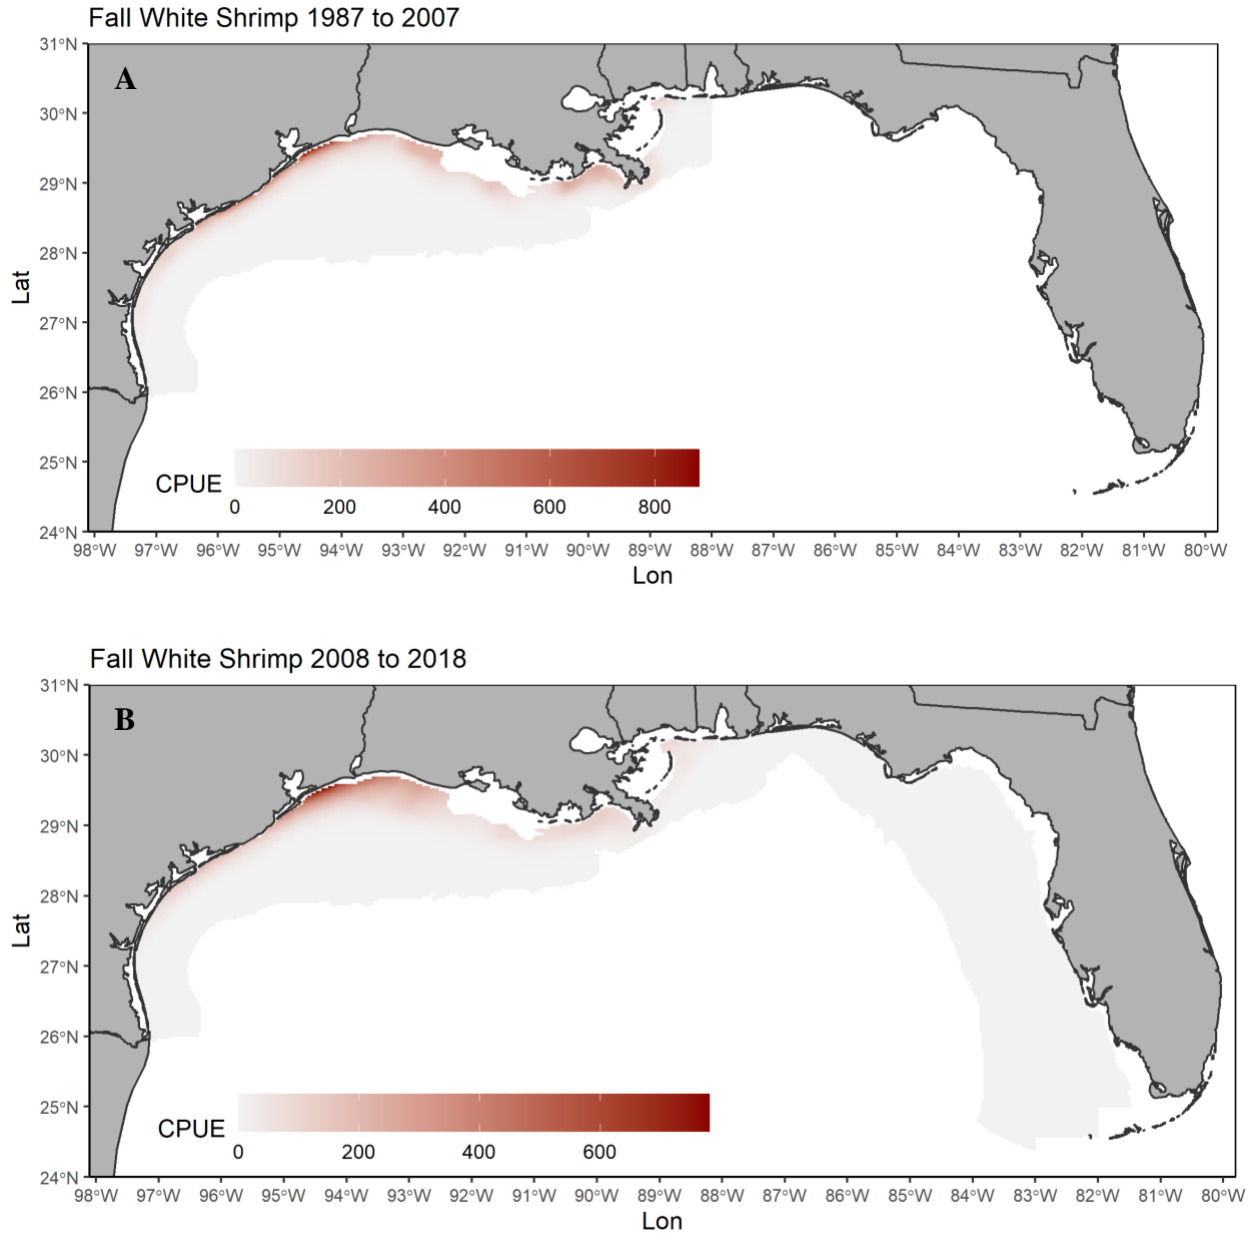 Fall White Shrimp 1987 to 2007
A
31°N
30°N
29°N
28°N
27°N
26°N
25°N
24°N
Lat
CPUE
0 200 400 600 800
98°W 97°W 96°W 95°W 94°W 93°W 92°W 91°W 90°W 89°W 88°W 87°W 86°W 85°W 84°W 83°W 82°W 81°W 80°W
Lon
Fall White Shrimp 2008 to 2018
B
31°N
30°N
29°N
28°N
27°N
26°N
25°N
24°N
Lat
CPUE
0 200 400 600
98°W 97°W 96°W 95°W 94°W 93°W 92°W 91°W 90°W 89°W 88°W 87°W 86°W 85°W 84°W 83°W 82°W 81°W 80°W
Lon